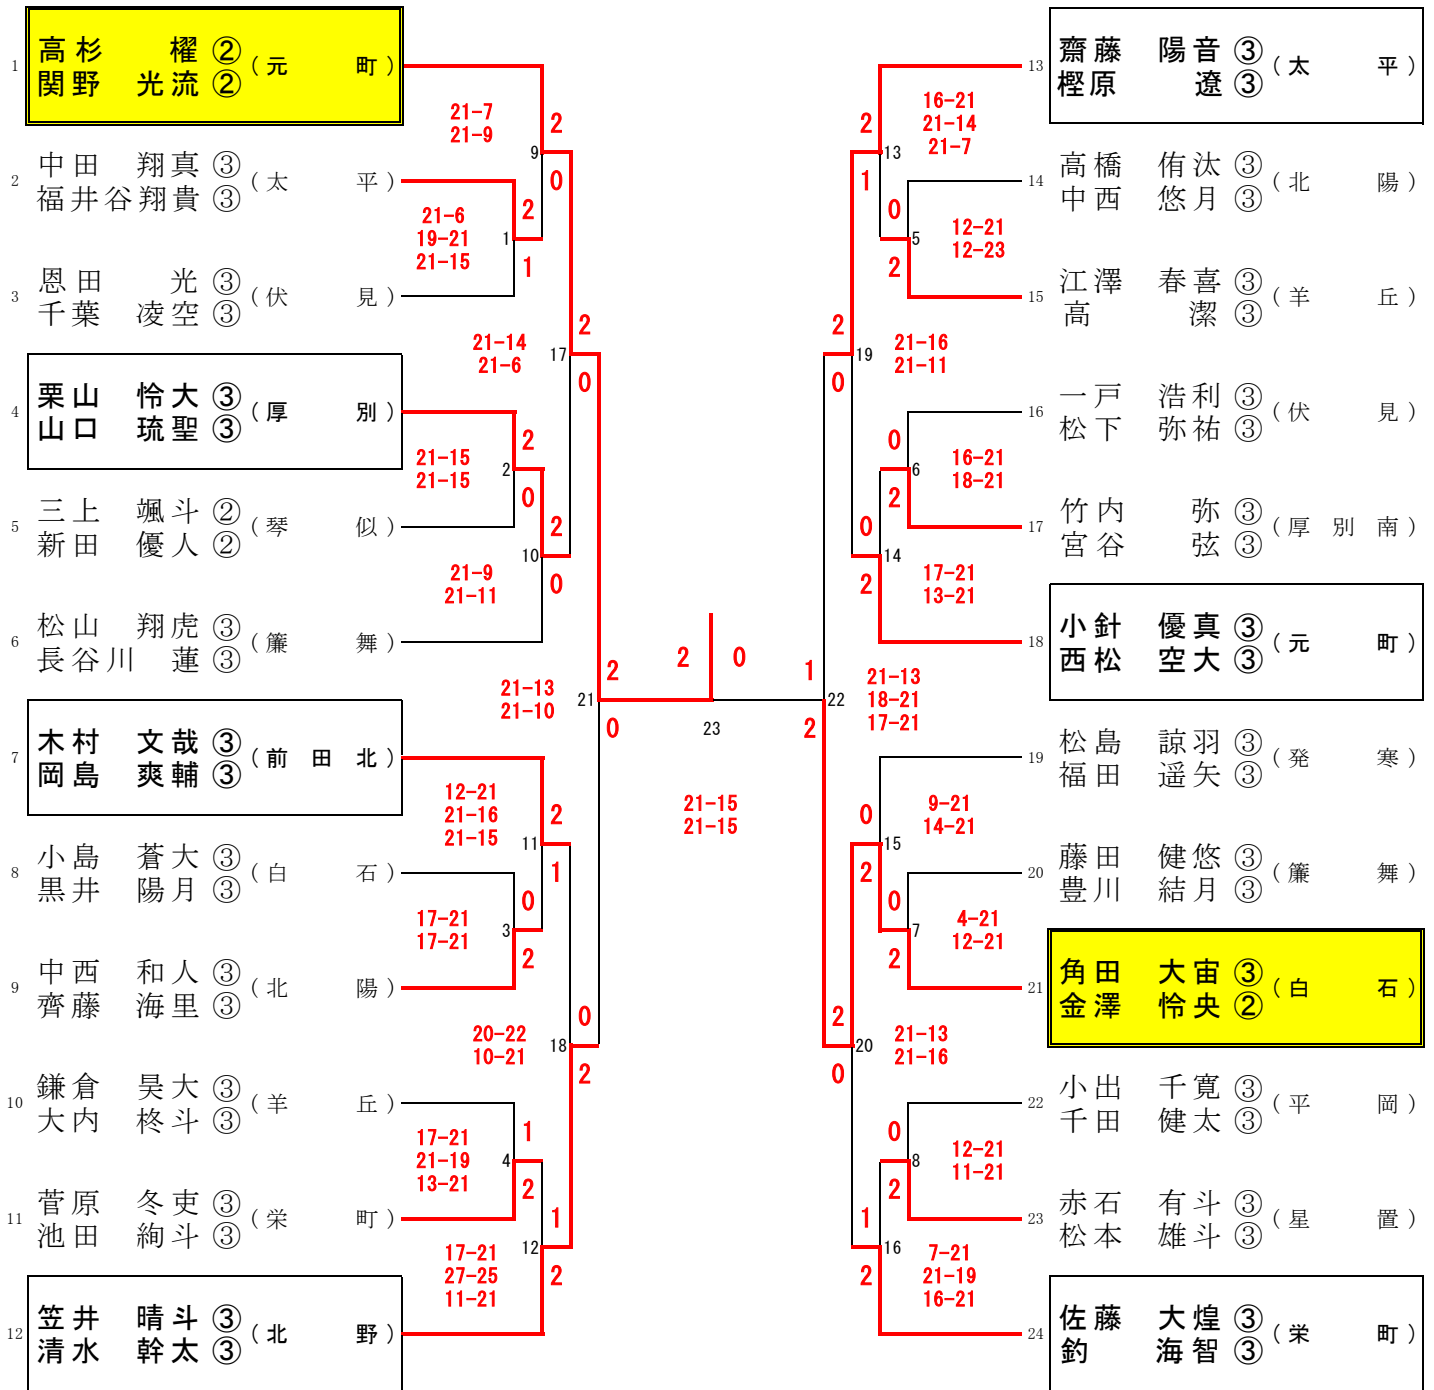 1 高杉 櫂 ② (元 町)
関野 光流 ②
2 中田 翔真 ③ (太 平)
福井谷翔貴 ③
3 恩田 光 ③ (伏 見)
千葉 凌空 ③
4 栗山 怜大 ③ (厚 別)
山口 琉聖 ③
5 三上 颯斗 ② (琴 似)
新田 優人 ②
6 松山 翔虎 ③ (簾 舞)
長谷川 蓮 ③
7 木村 文哉 ③ (前 田 北)
岡島 爽輔 ③
8 小島 蒼大 ③ (白 石)
黒井 陽月 ③
9 中西 和人 ③ (北 陽)
齊藤 海里 ③
10 鎌倉 昊大 ③ (羊 丘)
大内 柊斗 ③
11 菅原 冬吏 ③ (栄 町)
池田 絢斗 ③
12 笠井 晴斗 ③ (北 野)
清水 幹太 ③
21-7
21-9
2
9
0
21-6
19-21
21-15
2
1
1
21-14
21-6
2
17
0
21-15
21-15
2
2
0
2
10
0
21-9
21-11
21-13
21-10
2
21
0
12-21
21-16
21-15
2
11
1
17-21
17-21
0
3
2
20-22
10-21
0
18
2
17-21
21-19
13-21
1
4
2
1
12
2
17-21
27-25
11-21
2 0
23
21-15
21-15
16-21
21-14
21-7
2
13
1
0
5
2
12-21
12-23
2
19
0
21-16
21-11
0
6
2
16-21
18-21
0
14
2
17-21
13-21
1
22
2
21-13
18-21
17-21
0
15
2
9-21
14-21
0
7
2
4-21
12-21
2
20
0
21-13
21-16
0
8
2
12-21
11-21
1
16
2
7-21
21-19
16-21
13 齋藤 陽音 ③ (太 平)
樫原 遼 ③
14 高橋 侑汰 ③ (北 陽)
中西 悠月 ③
15 江澤 春喜 ③ (羊 丘)
高 潔 ③
16 一戸 浩利 ③ (伏 見)
松下 弥祐 ③
17 竹内 弥 ③ (厚 別 南)
宮谷 弦 ③
18 小針 優真 ③ (元 町)
西松 空大 ③
19 松島 諒羽 ③ (発 寒)
福田 遥矢 ③
20 藤田 健悠 ③ (簾 舞)
豊川 結月 ③
21 角田 大宙 ③ (白 石)
金澤 怜央 ②
22 小出 千寛 ③ (平 岡)
千田 健太 ③
23 赤石 有斗 ③ (星 置)
松本 雄斗 ③
24 佐藤 大煌 ③ (栄 町)
釣 海智 ③